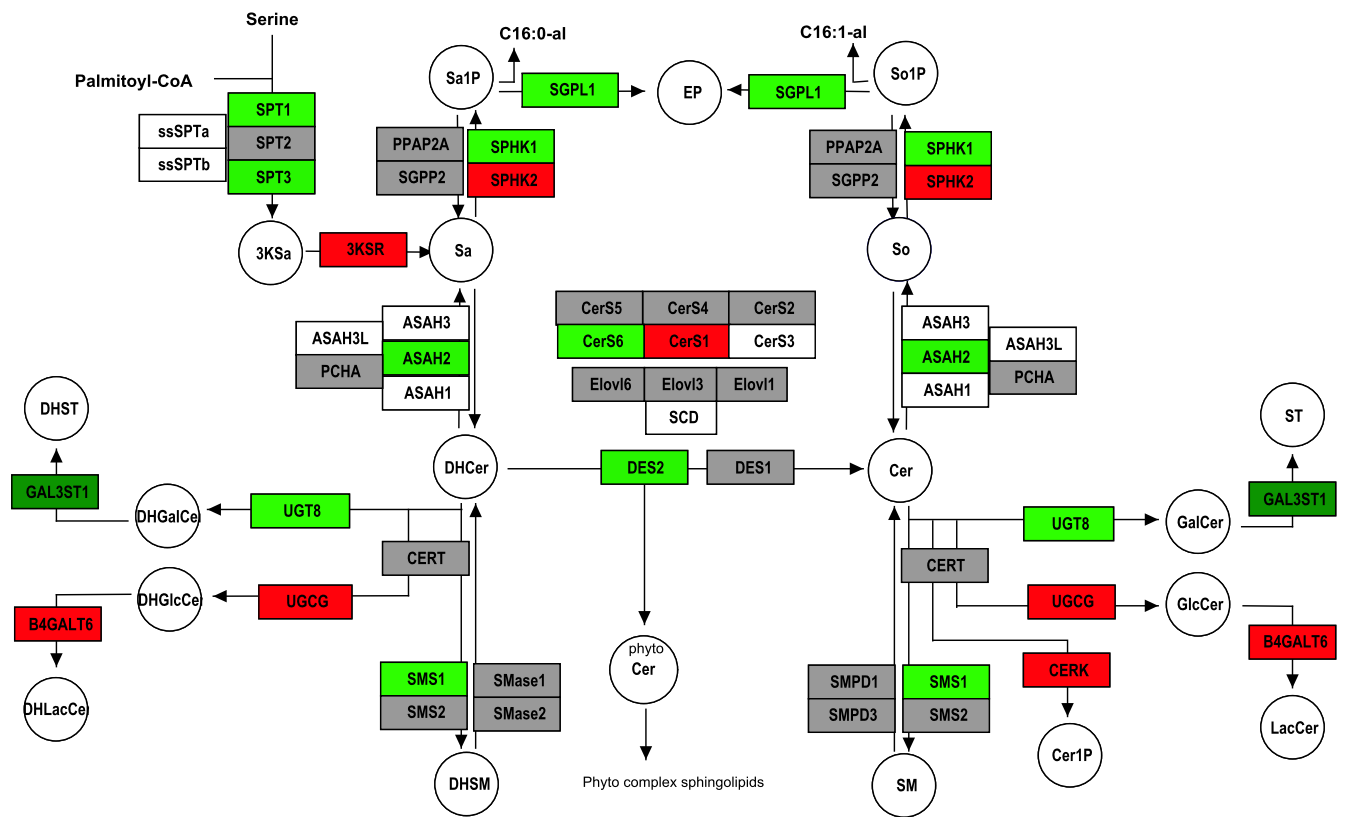 Serine
C16:0-al
C16:1-al
Palmitoyl-CoA
Sa1P
SGPL1
EP
SGPL1
So1P
SPT1
ssSPTa
SPT2
ssSPTb
SPT3
PPAP2A
SPHK1
SGPP2
SPHK2
PPAP2A
SPHK1
SGPP2
SPHK2
3KSa
3KSR
Sa
So
CerS5
CerS4
CerS2
CerS6
CerS1
CerS3
ASAH3
ASAH3L
ASAH2
PCHA
ASAH1
ASAH3
ASAH3L
ASAH2
PCHA
ASAH1
Elovl6
Elovl3
Elovl1
SCD
DHST
ST
DHCer
DES2
DES1
Cer
GAL3ST1
DHGalCer
UGT8
UGT8
GalCer
GAL3ST1
CERT
CERT
DHGlcCer
UGCG
UGCG
GlcCer
B4GALT6
B4GALT6
phyto
Cer
CERK
SMS1
SMase1
SMS2
SMase2
SMPD1
SMS1
SMPD3
SMS2
DHLacCer
LacCer
Cer1P
DHSM
Phyto complex sphingolipids
SM